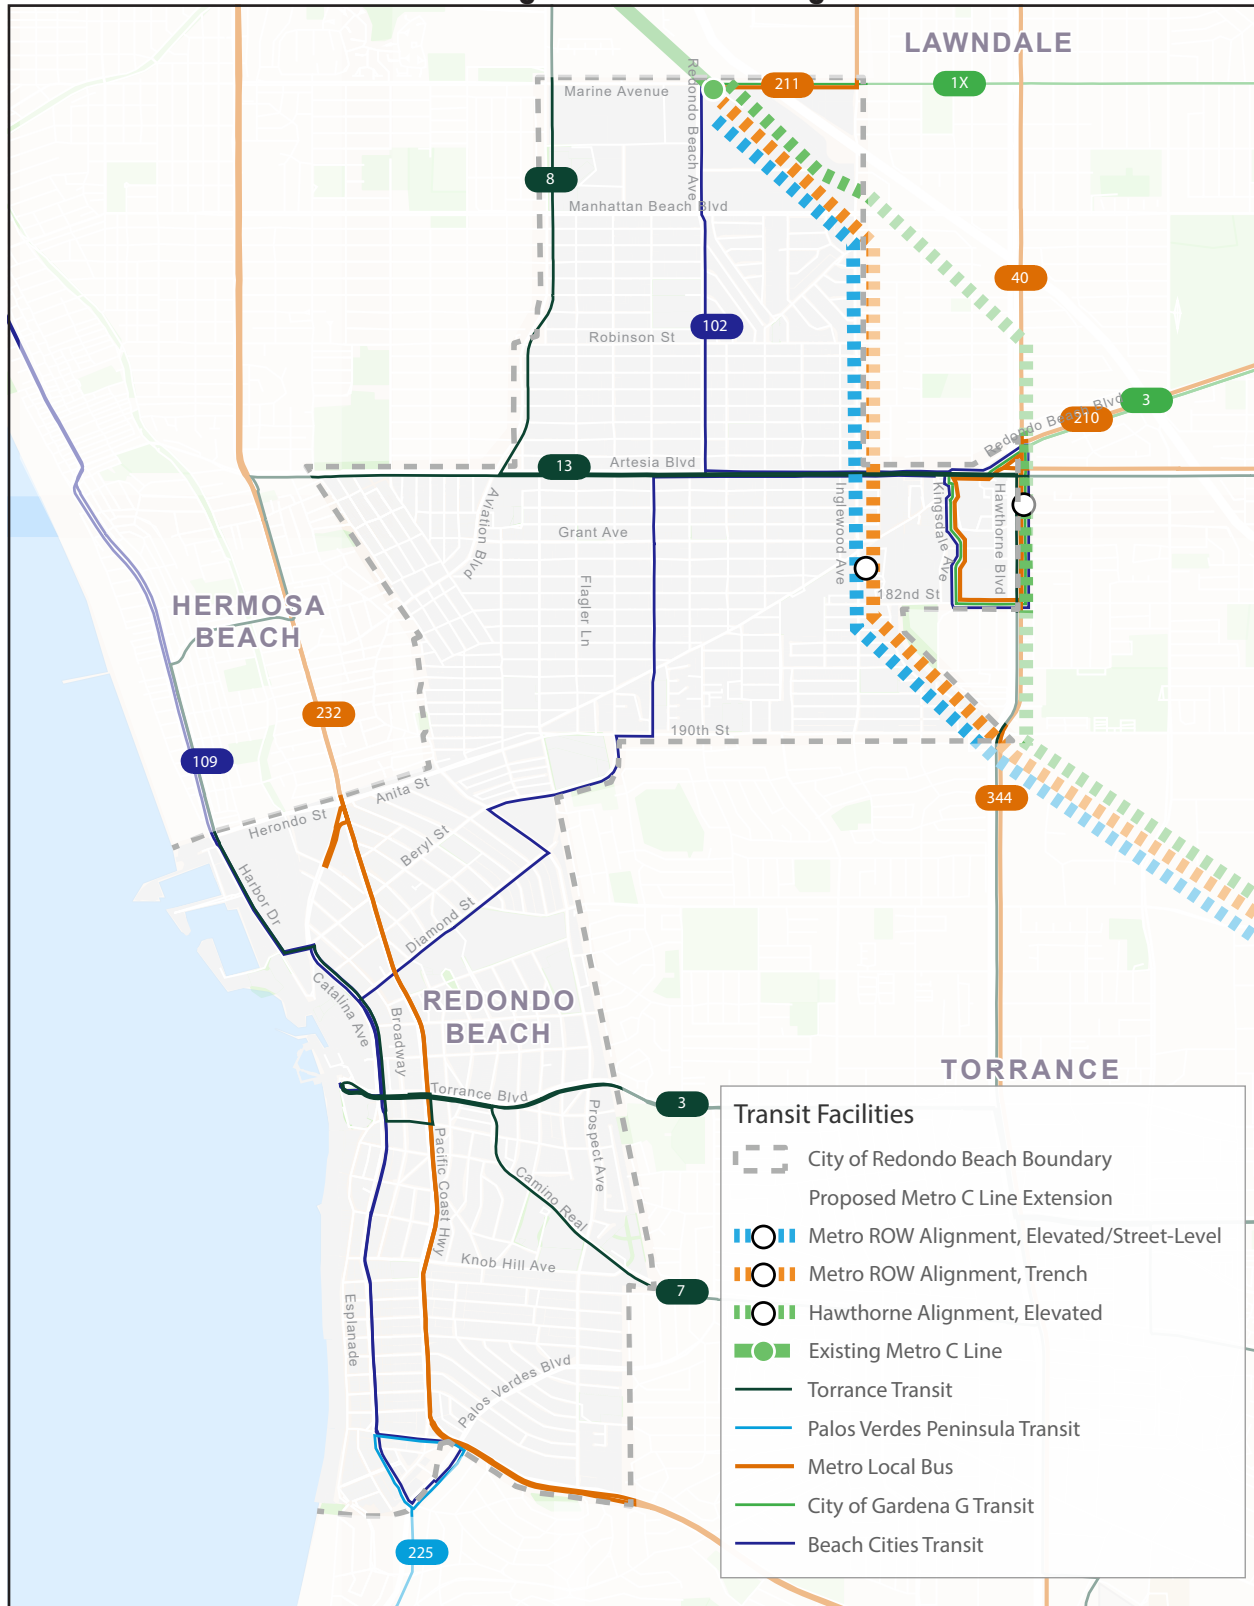 LAWNDALE
Marine Avenue
211
1X
Redondo Beach Ave
8
Manhattan Beach Blvd
40
102
Robinson St
3
210
Redondo Beach Blvd
13
Artesia Blvd
Aviation Blvd
Grant Ave
Inglewood Ave
Kingsdale Ave
Hawthorne Blvd
182nd St
Flagler Ln
HERMOSA
BEACH
232
190th St
109
Anita St
Herondo St
344
Beryl St
Harbor Dr
Diamond St
Catalina Ave
Broadway
REDONDO
BEACH
TORRANCE
Torrance Blvd
3
Prospect Ave
Pacific Coast Hwy
Camino Real
Knob Hill Ave
7
Esplanade
Palos Verdes Blvd
225
Transit Facilities
City of Redondo Beach Boundary
Proposed Metro C Line Extension
Metro ROW Alignment, Elevated/Street-Level
Metro ROW Alignment, Trench
Hawthorne Alignment, Elevated
Existing Metro C Line
Torrance Transit
Palos Verdes Peninsula Transit
Metro Local Bus
City of Gardena G Transit
Beach Cities Transit